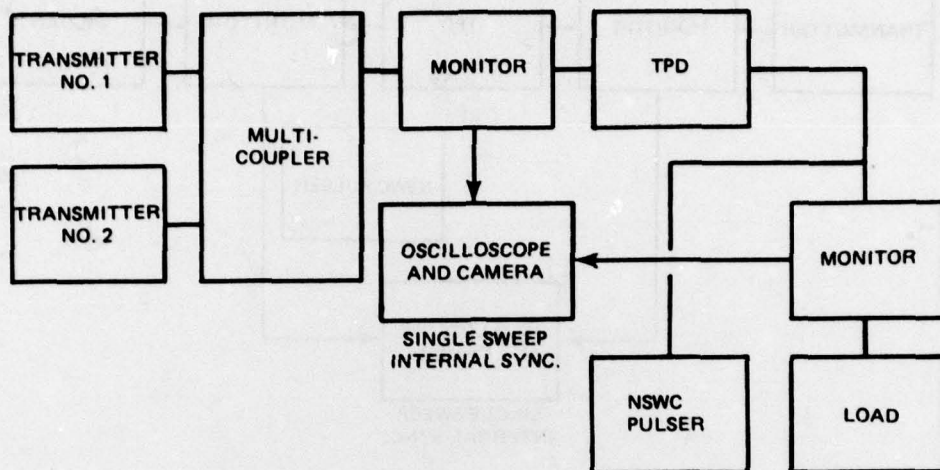 TRANSMITTER
NO. 1
MULTI-
COUPLER
MONITOR
TPD
TRANSMITTER
NO. 2
OSCILLOSCOPE
AND CAMERA
MONITOR
SINGLE SWEEP
INTERNAL SYNC.
NSWC
PULSER
LOAD